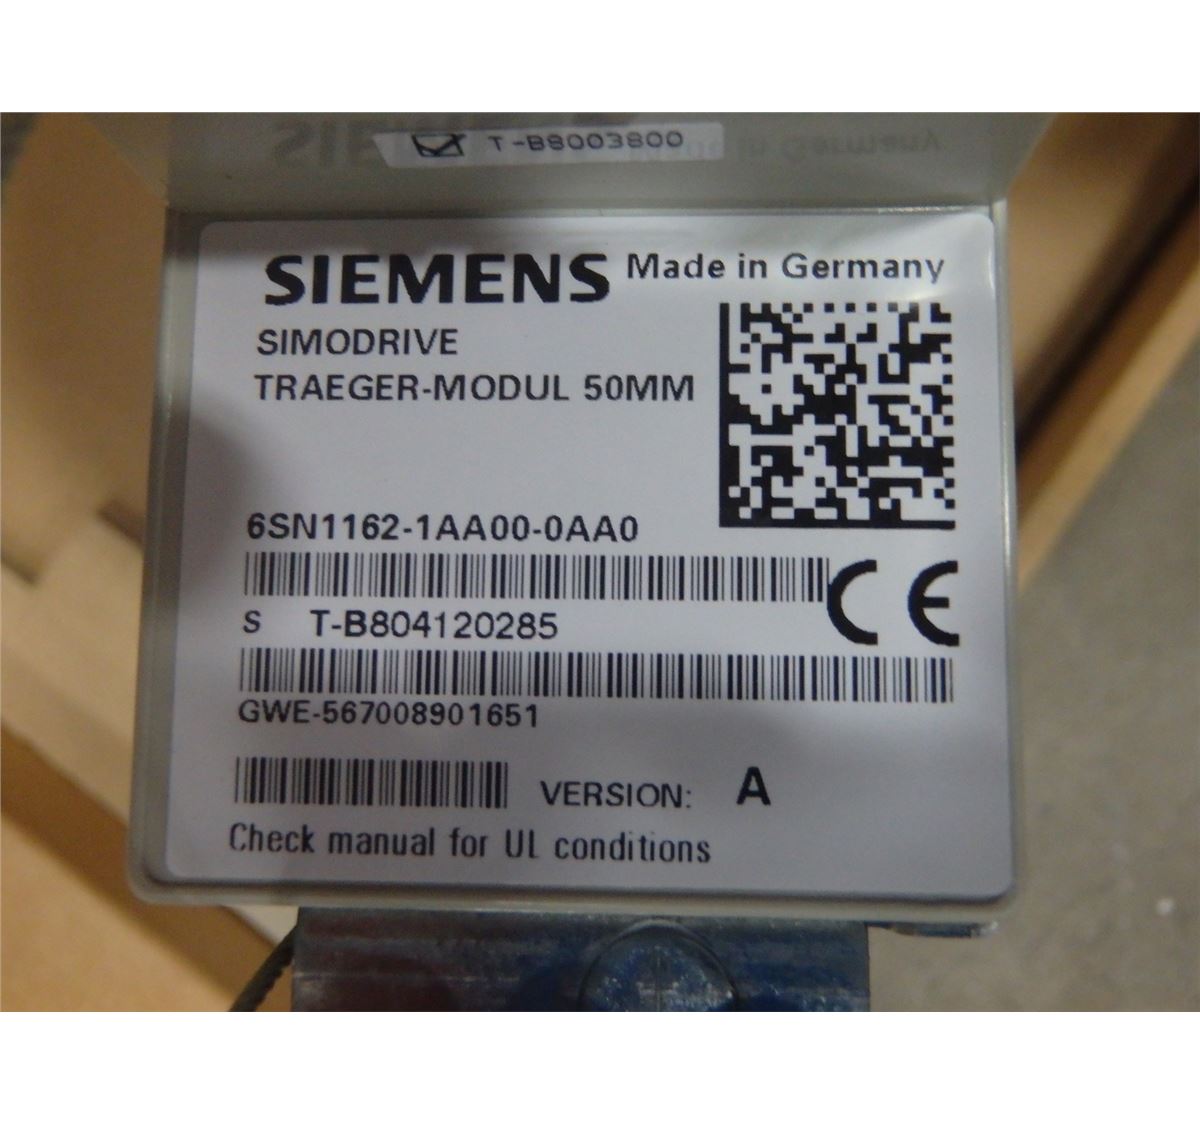 T-B8003800
SIEMENS Made in Germany
SIMODRIVE
TRAEGER-MODUL 50MM
6SN1162-1AA00-0AA0
CE
S T-B804120285
GWE-567008901651
VERSION: A
Check manual for UL conditions